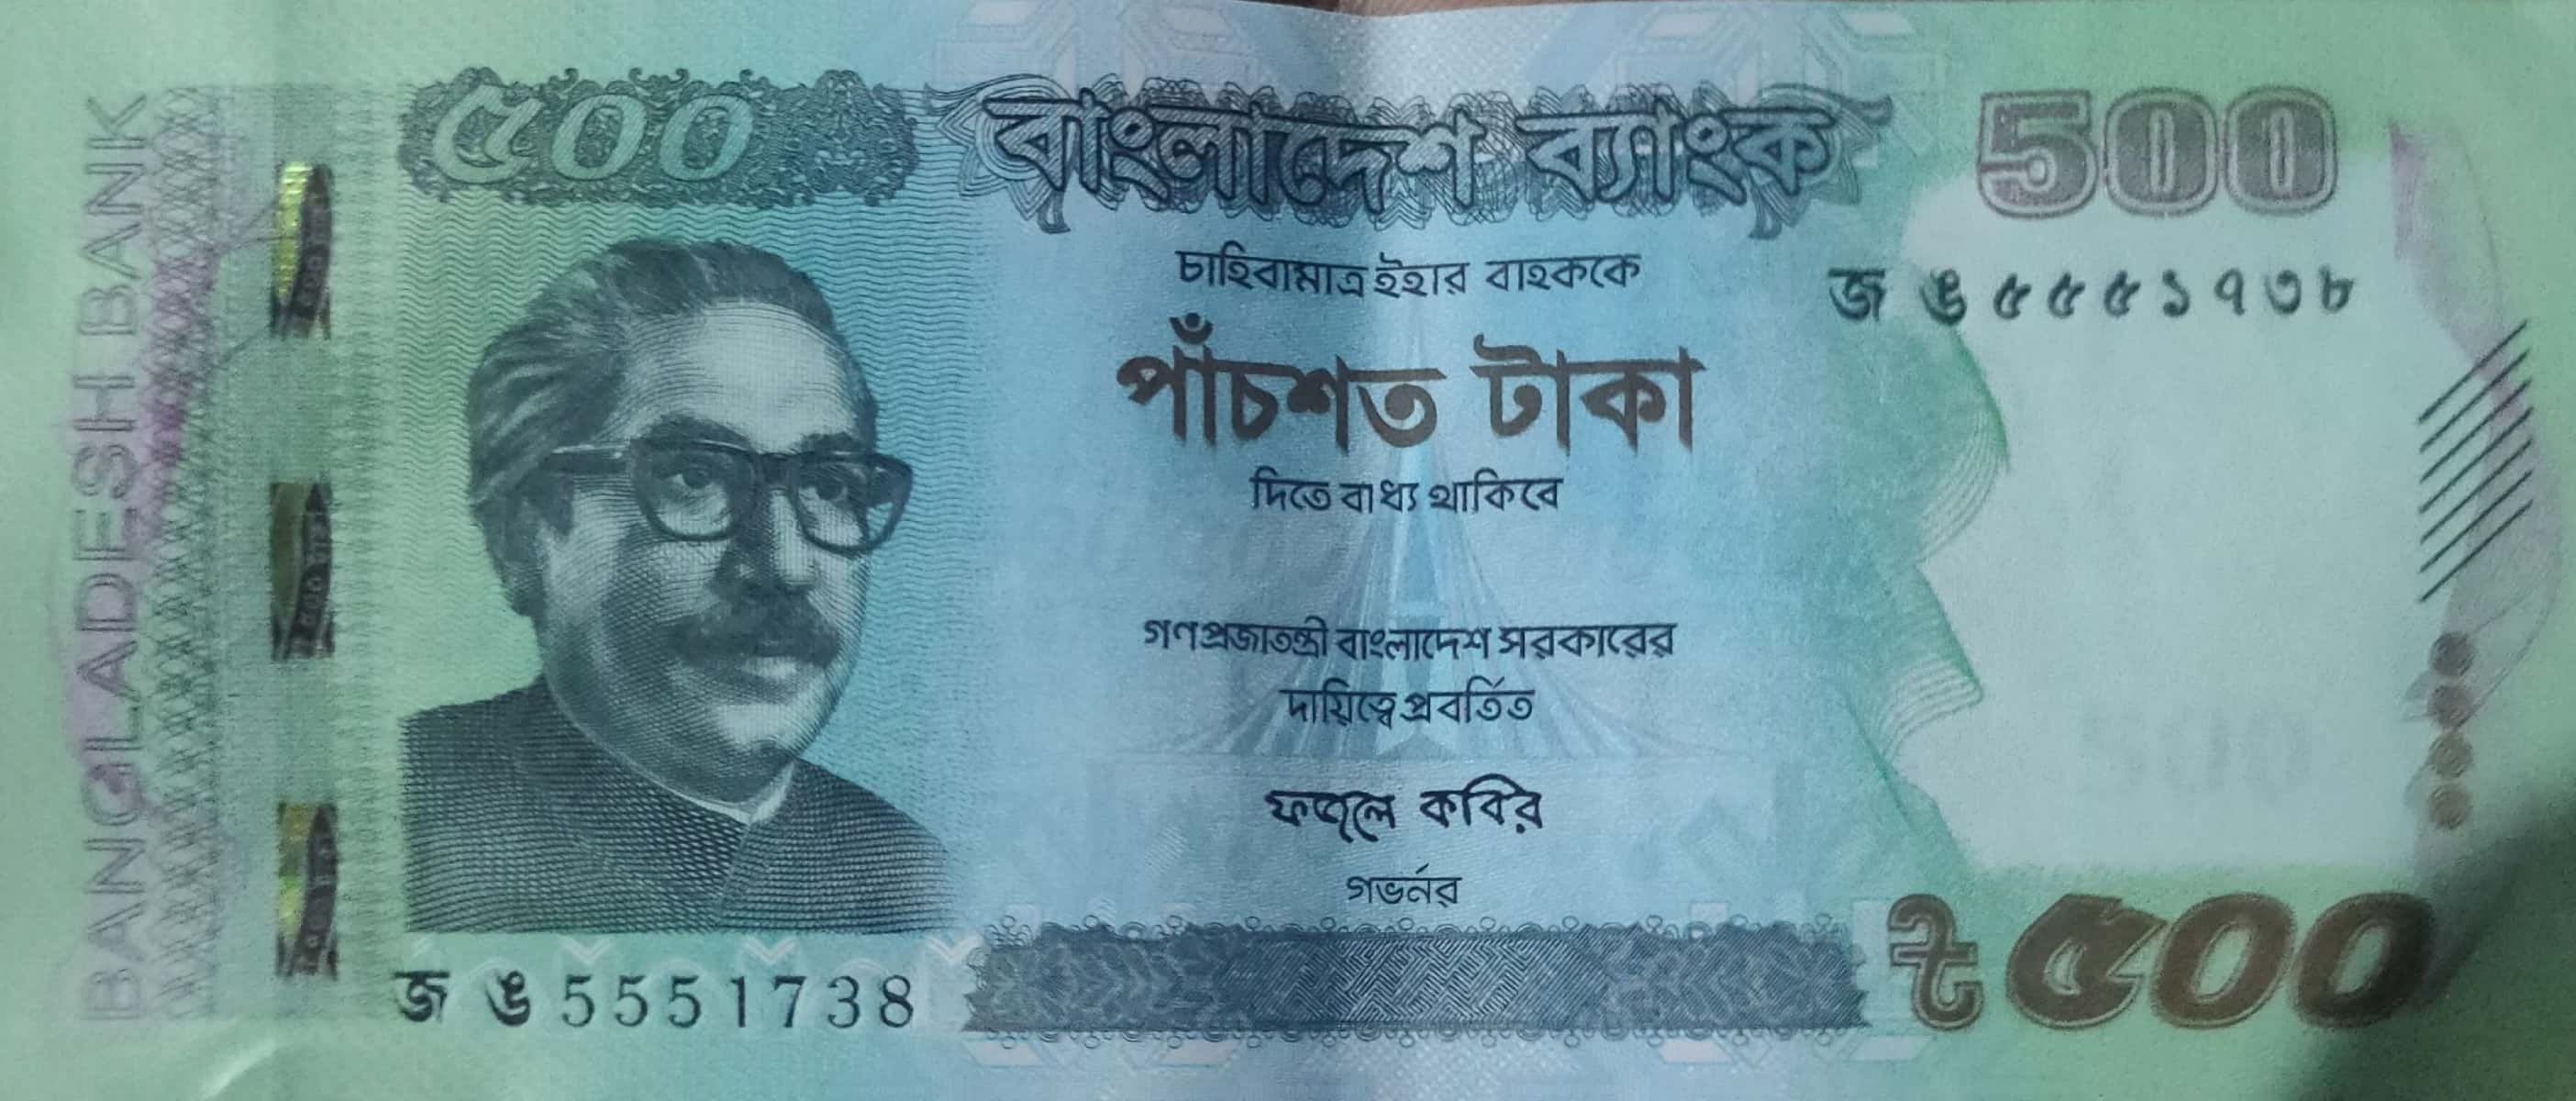 BANGLADESH BANK
৫০০
বাংলাদেশ ব্যাংক
500
চাহিবামাত্র ইহার বাহককে
জ ঙ ৫৫৫১৭৩৮
পাঁচশত টাকা
দিতে বাধ্য থাকিবে
গণপ্রজাতন্ত্রী বাংলাদেশ সরকারের
দায়িত্বে প্রবর্তিত
ফজলে কবির
গভর্নর
জ ঙ 5551738
৳ ৫০০